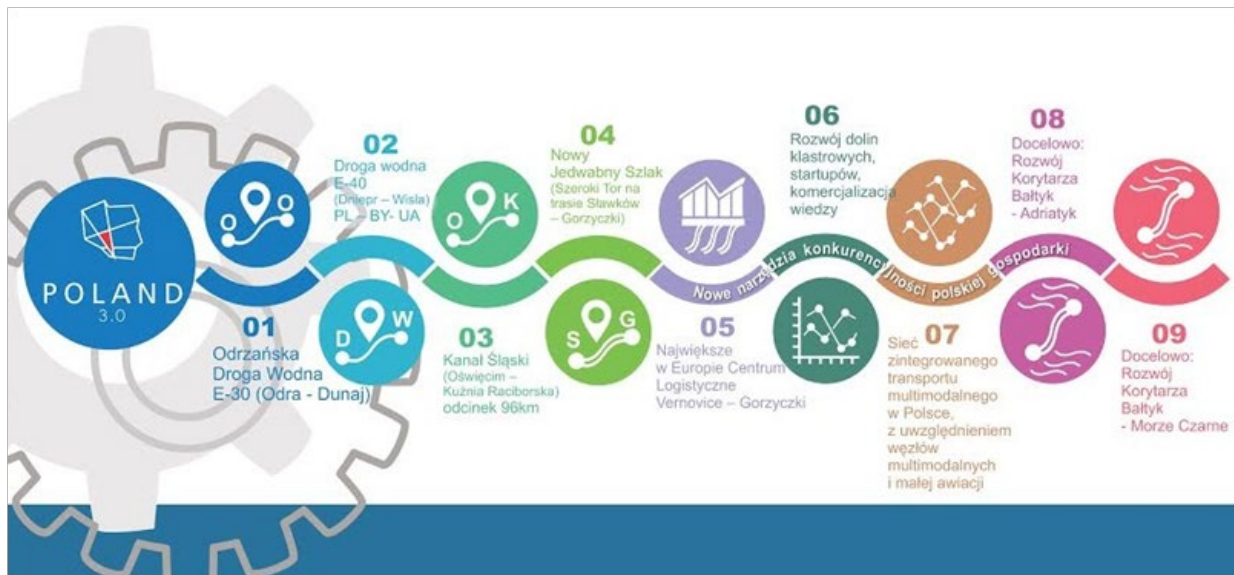 POLAND
3.0
O
O
01
Odrzańska
Droga Wodna
E-30 (Odra - Dunaj)
02
Droga wodna
E-40
(Dniepr – Wisła)
PL – BY- UA
D
W
O
K
03
Kanał Śląski
(Oświęcim –
Kuźnia Raciborska)
odcinek 96km
04
Nowy
Jedwabny Szlak
(Szeroki Tor na
trasie Sławków
– Gorzyczki)
S
G
05
Największe
w Europie Centrum
Logistyczne
Vernovice – Gorzyczki
06
Rozwój dolin
klastrowych,
startupów,
komercjalizacja
wiedzy
Nowe narzędzia konkurencyjności polskiej gospodarki
07
Sieć
zintegrowanego
transportu
multimodalnego
w Polsce,
z uwzględnieniem
węzłów
multimodalnych
i małej awiacji
08
Docelowo:
Rozwój
Korytarza
Bałtyk
- Adriatyk
09
Docelowo:
Rozwój
Korytarza
Bałtyk
- Morze Czarne